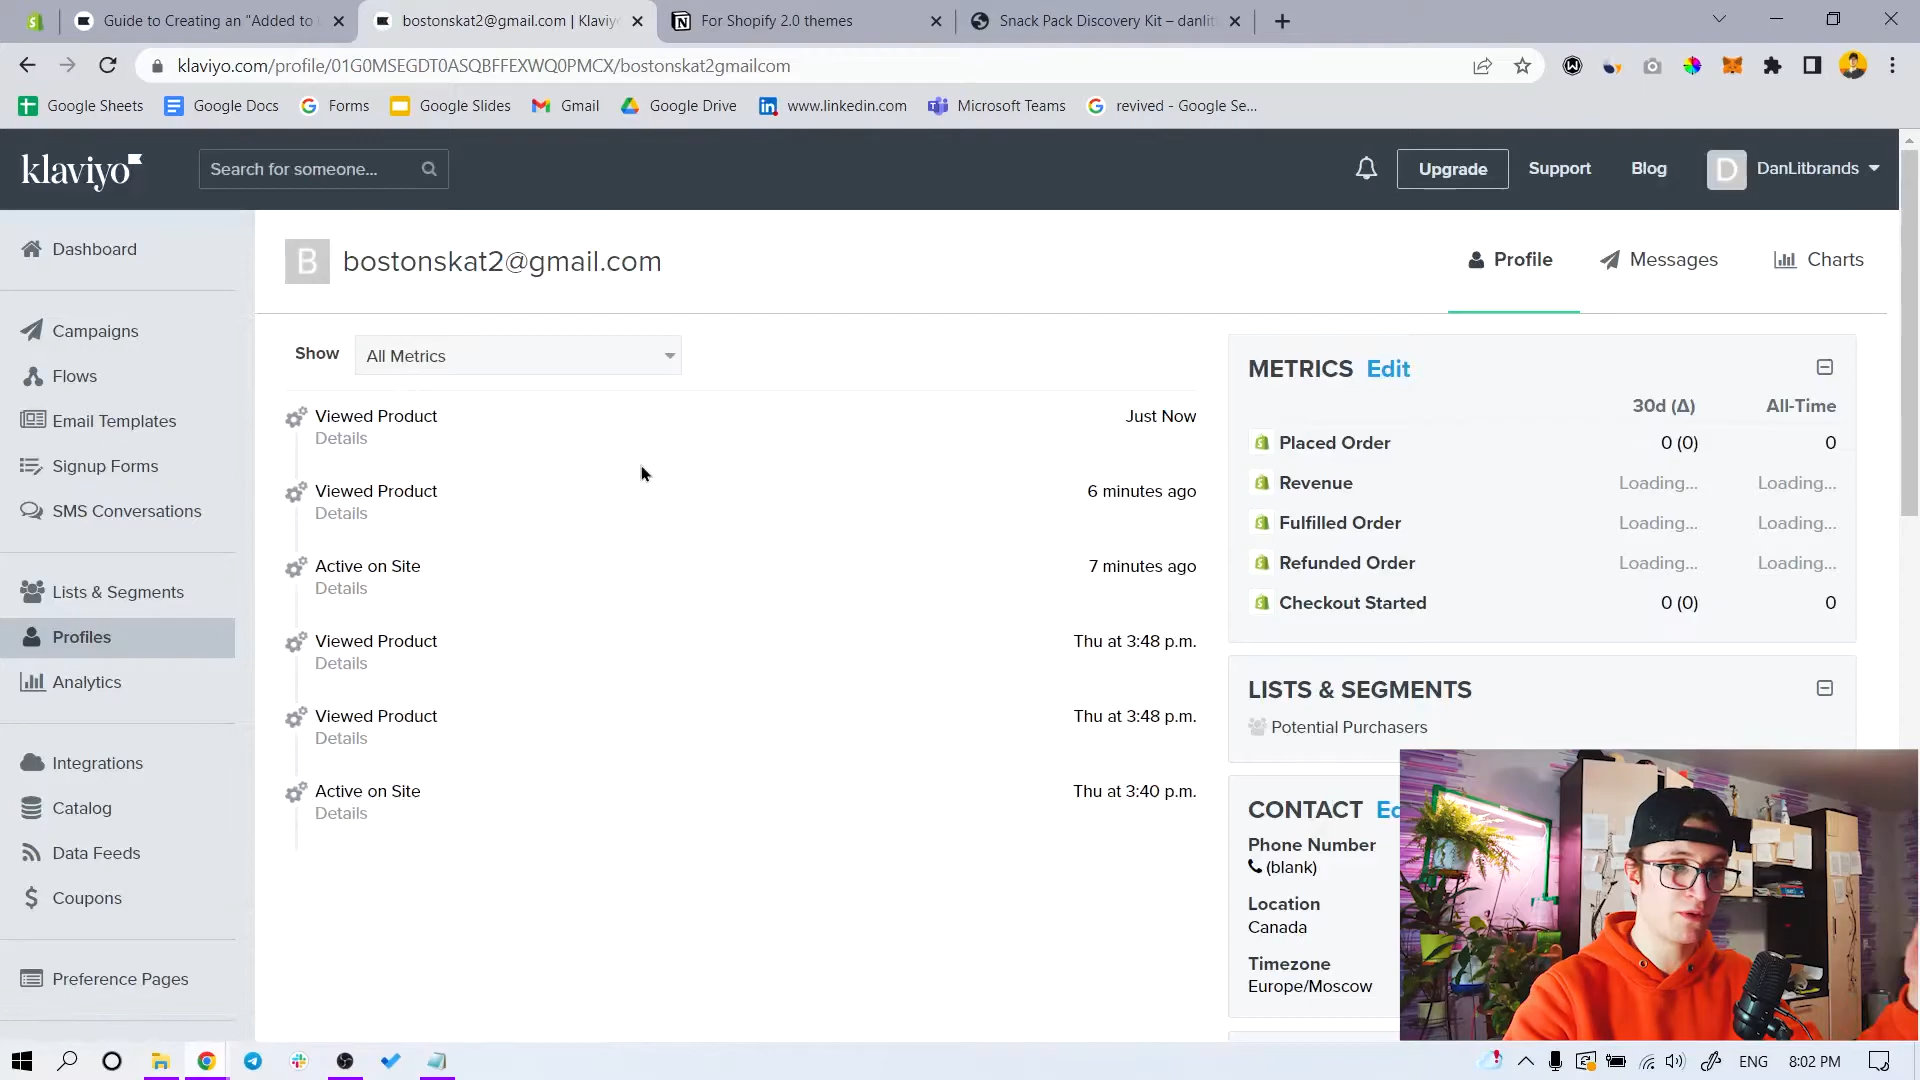 Guide to Creating an "Added to
bostonskat2@gmail.com | Klaviy
For Shopify 2.0 themes
Snack Pack Discovery Kit – danlit
klaviyo.com/profile/01G0MSEGDT0ASQBFFEXWQ0PMCX/bostonskat2gmailcom
Google Sheets
Google Docs
Forms
Google Slides
Gmail
Google Drive
www.linkedin.com
Microsoft Teams
revived - Google Se...
klaviyo
Search for someone...
Upgrade
Support
Blog
D
DanLitbrands
Dashboard
Campaigns
Flows
Email Templates
Signup Forms
SMS Conversations
Lists & Segments
Profiles
Analytics
Integrations
Catalog
Data Feeds
Coupons
Preference Pages
B
bostonskat2@gmail.com
Profile
Messages
Charts
Show
All Metrics
Viewed Product Just Now
Details
Viewed Product 6 minutes ago
Details
Active on Site 7 minutes ago
Details
Viewed Product Thu at 3:48 p.m.
Details
Viewed Product Thu at 3:48 p.m.
Details
Active on Site Thu at 3:40 p.m.
Details
METRICS Edit
30d (Δ) All-Time
Placed Order 0 (0) 0
Revenue Loading... Loading...
Fulfilled Order Loading... Loading...
Refunded Order Loading... Loading...
Checkout Started 0 (0) 0
LISTS & SEGMENTS
Potential Purchasers
CONTACT Ed
Phone Number
(blank)
Location
Canada
Timezone
Europe/Moscow
ENG
8:02 PM